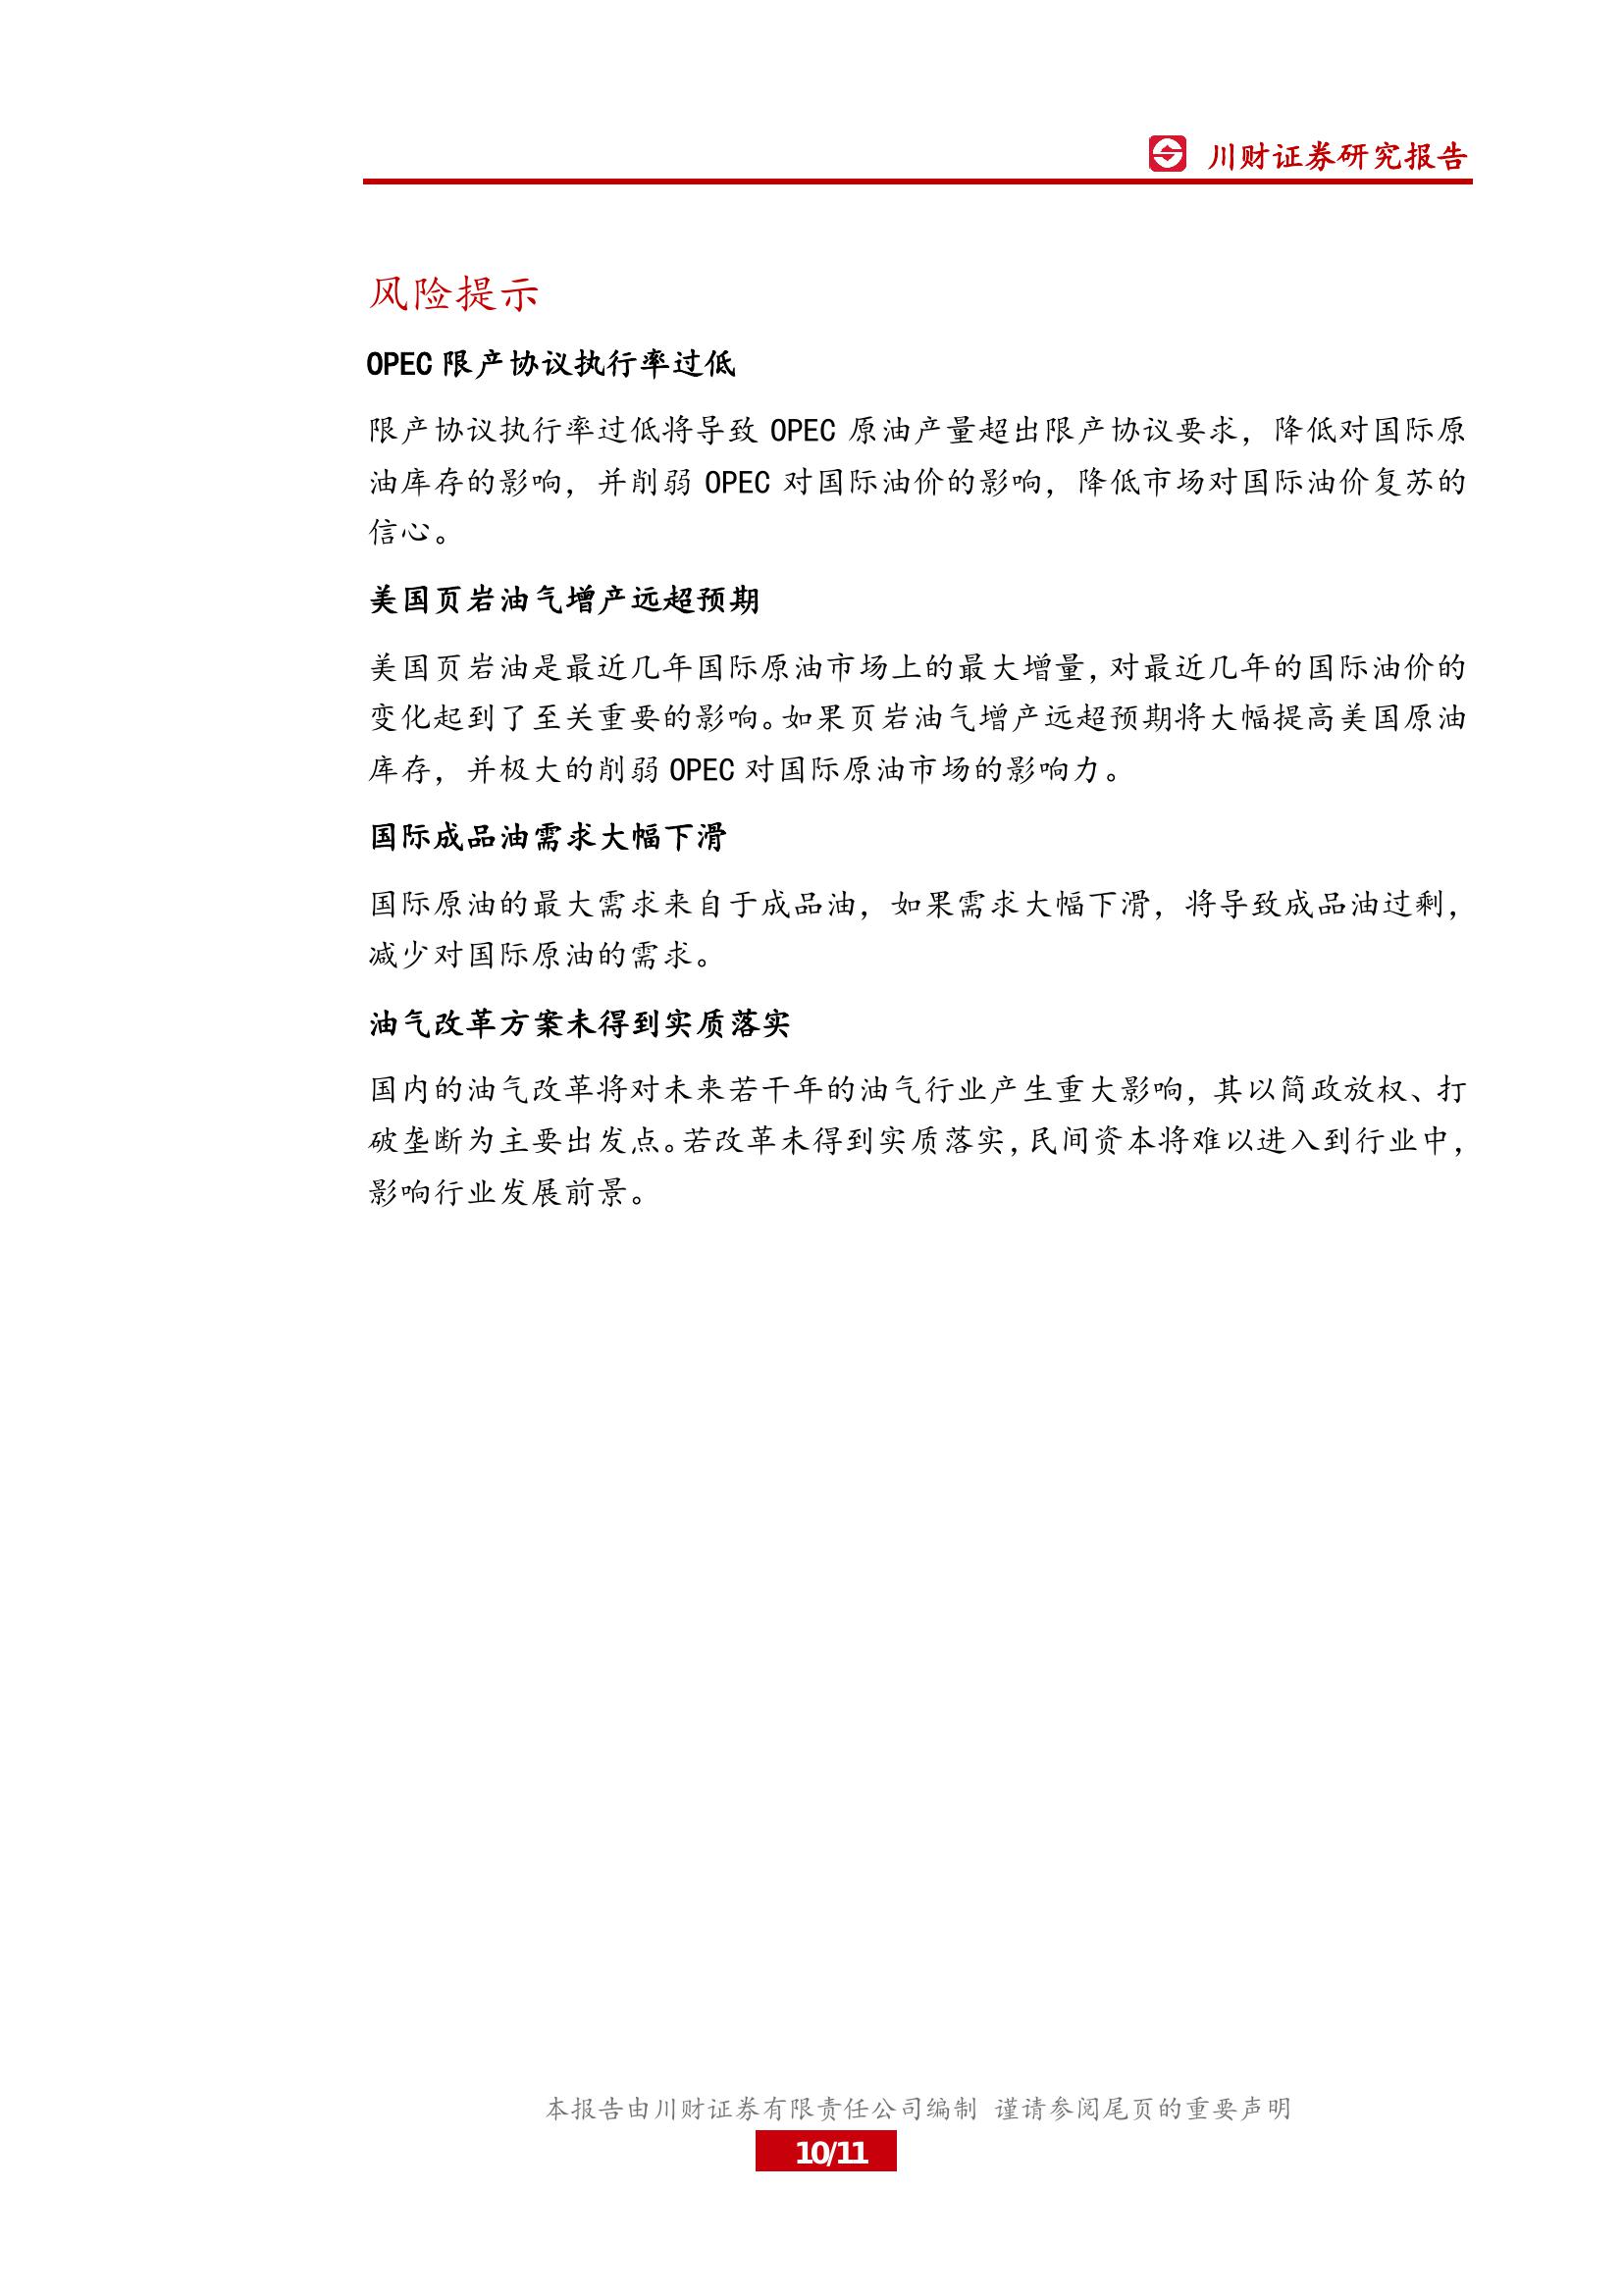 川财证券研究报告
风险提示
OPEC 限产协议执行率过低
限产协议执行率过低将导致 OPEC 原油产量超出限产协议要求，降低对国际原
油库存的影响，并削弱 OPEC 对国际油价的影响，降低市场对国际油价复苏的
信心。
美国页岩油气增产远超预期
美国页岩油是最近几年国际原油市场上的最大增量，对最近几年的国际油价的
变化起到了至关重要的影响。如果页岩油气增产远超预期将大幅提高美国原油
库存，并极大的削弱 OPEC 对国际原油市场的影响力。
国际成品油需求大幅下滑
国际原油的最大需求来自于成品油，如果需求大幅下滑，将导致成品油过剩，
减少对国际原油的需求。
油气改革方案未得到实质落实
国内的油气改革将对未来若干年的油气行业产生重大影响，其以简政放权、打
破垄断为主要出发点。若改革未得到实质落实，民间资本将难以进入到行业中，
影响行业发展前景。
本报告由川财证券有限责任公司编制 谨请参阅尾页的重要声明
10/11